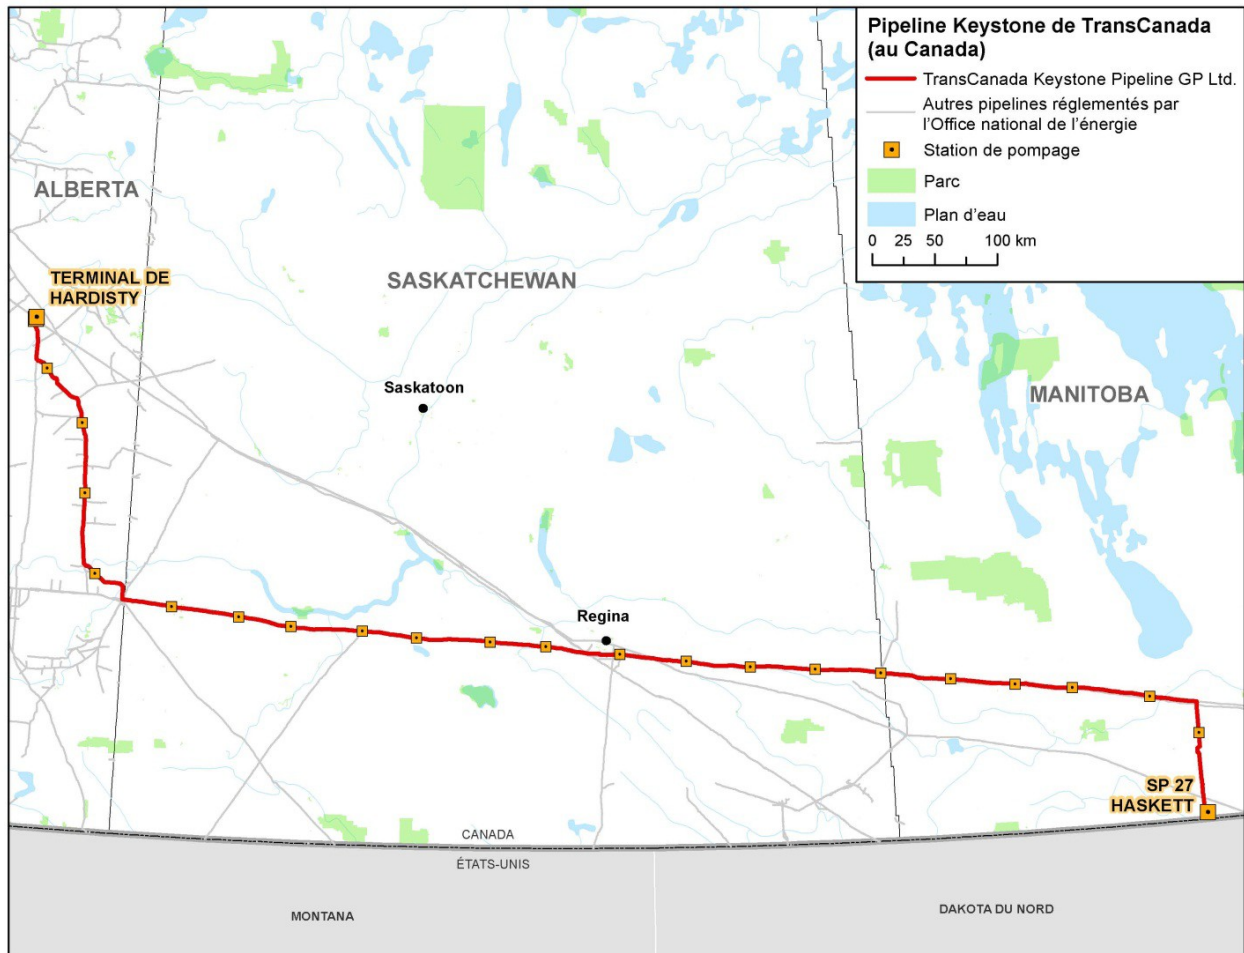 Pipeline Keystone de TransCanada
(au Canada)
TransCanada Keystone Pipeline GP Ltd.
Autres pipelines réglementés par
l'Office national de l'énergie
Station de pompage
Parc
Plan d'eau
0 25 50 100 km
ALBERTA
TERMINAL DE
HARDISTY
SASKATCHEWAN
Saskatoon
MANITOBA
Regina
SP 27
HASKETT
CANADA
ÉTATS-UNIS
MONTANA
DAKOTA DU NORD